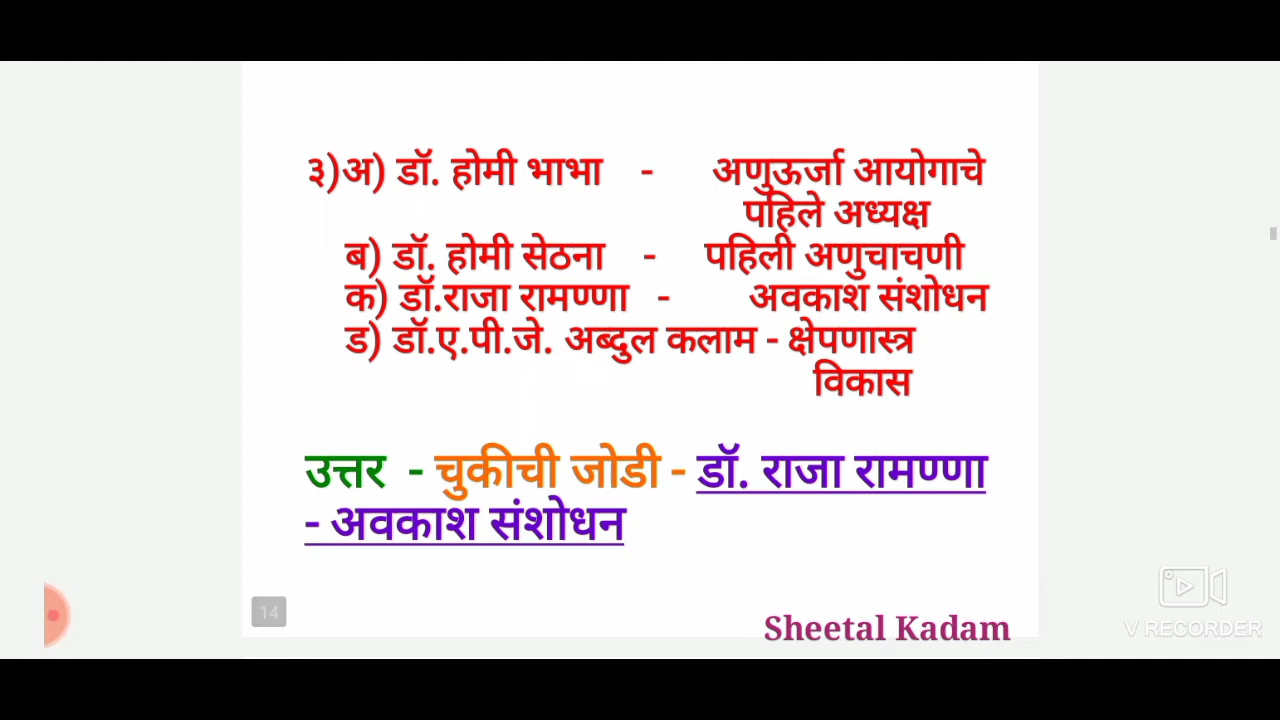 ३)अ) डॉ. होमी भाभा - अणुऊर्जा आयोगाचे
पहिले अध्यक्ष
ब) डॉ. होमी सेठना - पहिली अणुचाचणी
क) डॉ.राजा रामण्णा - अवकाश संशोधन
ड) डॉ.ए.पी.जे. अब्दुल कलाम - क्षेपणास्त्र
विकास
उत्तर - चुकीची जोडी - डॉ. राजा रामण्णा
- अवकाश संशोधन
14
Sheetal Kadam
V RECORDER